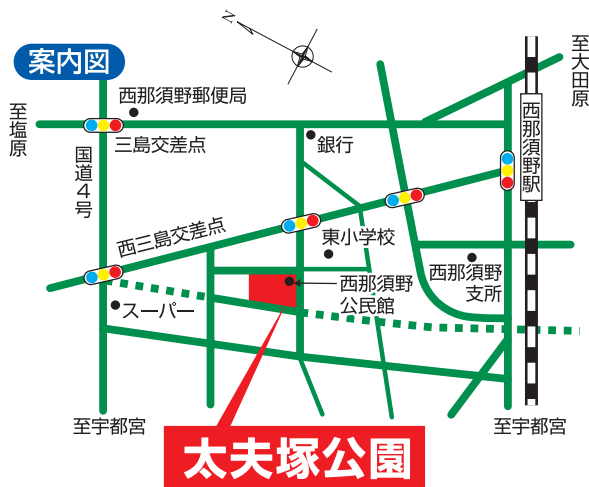 N
案内図
至大田原
西那須野郵便局
至塩原
三島交差点
銀行
西那須野駅
国道4号
西三島交差点
東小学校
西那須野
支所
西那須野
公民館
スーパー
至宇都宮
至宇都宮
太夫塚公園